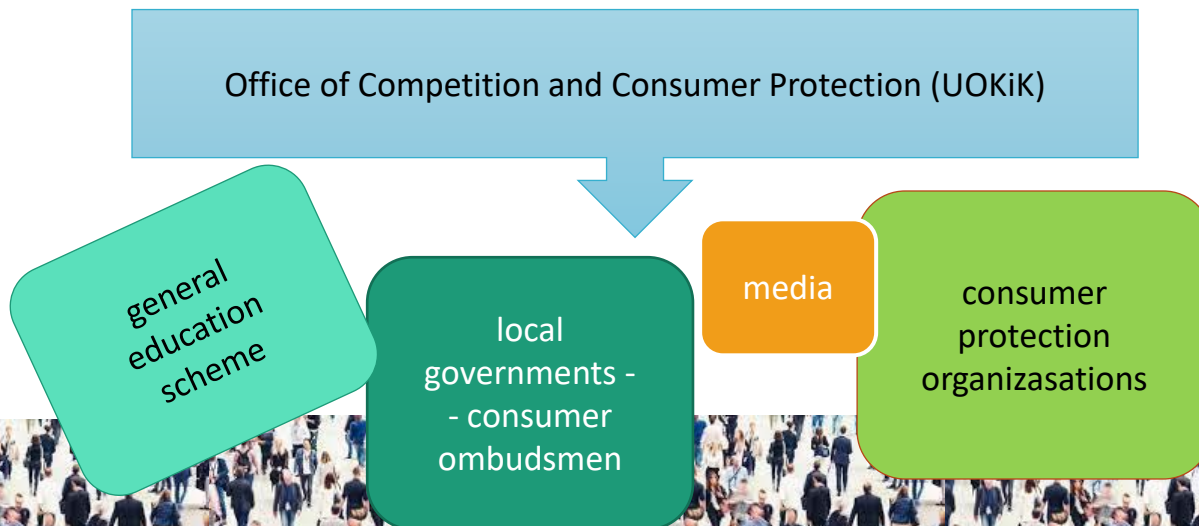 Office of Competition and Consumer Protection (UOKiK)
general
education
scheme
local
governments -
- consumer
ombudsmen
media
consumer
protection
organizasations